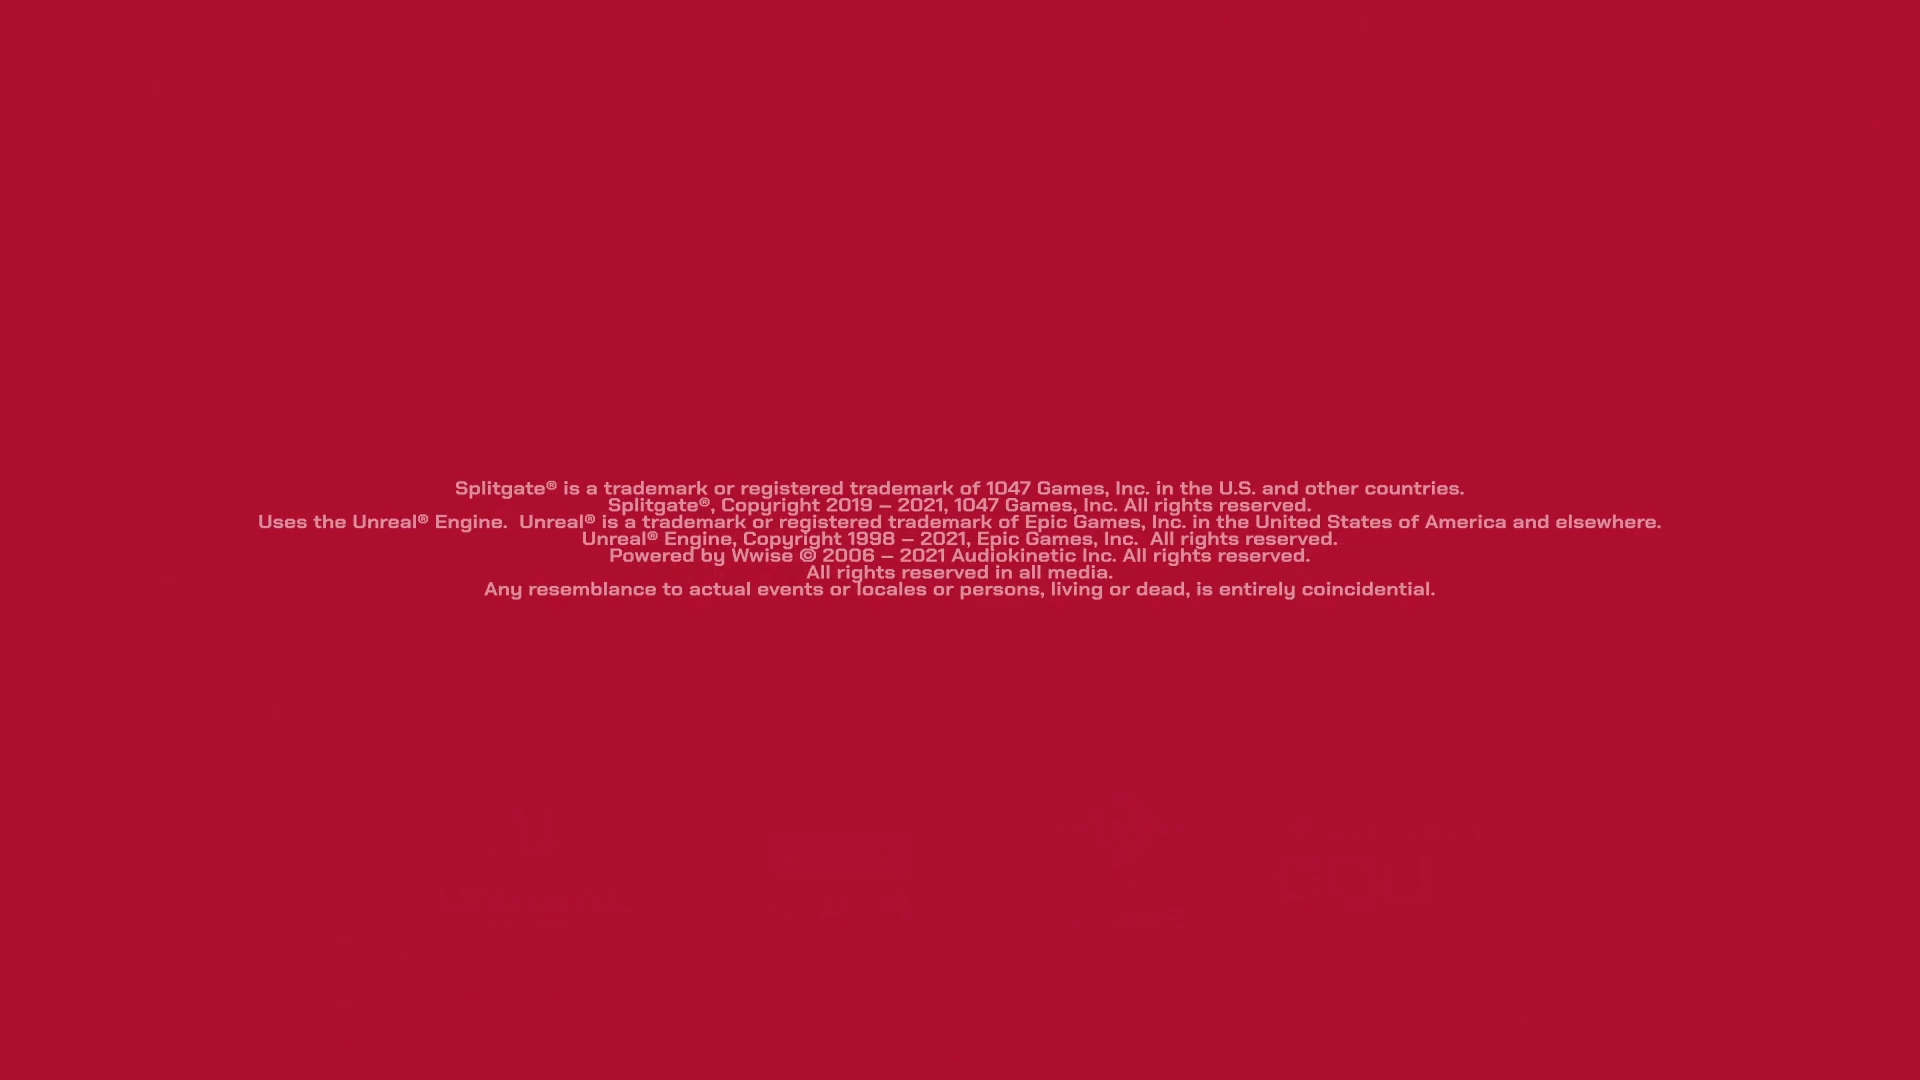 Splitgate® is a trademark or registered trademark of 1047 Games, Inc. in the U.S. and other countries.
Splitgate®, Copyright 2019 – 2021, 1047 Games, Inc. All rights reserved.
Uses the Unreal® Engine.  Unreal® is a trademark or registered trademark of Epic Games, Inc. in the United States of America and elsewhere.
Unreal® Engine, Copyright 1998 – 2021, Epic Games, Inc.  All rights reserved.
Powered by Wwise © 2006 – 2021 Audiokinetic Inc. All rights reserved.
All rights reserved in all media.
Any resemblance to actual events or locales or persons, living or dead, is entirely coincidential.